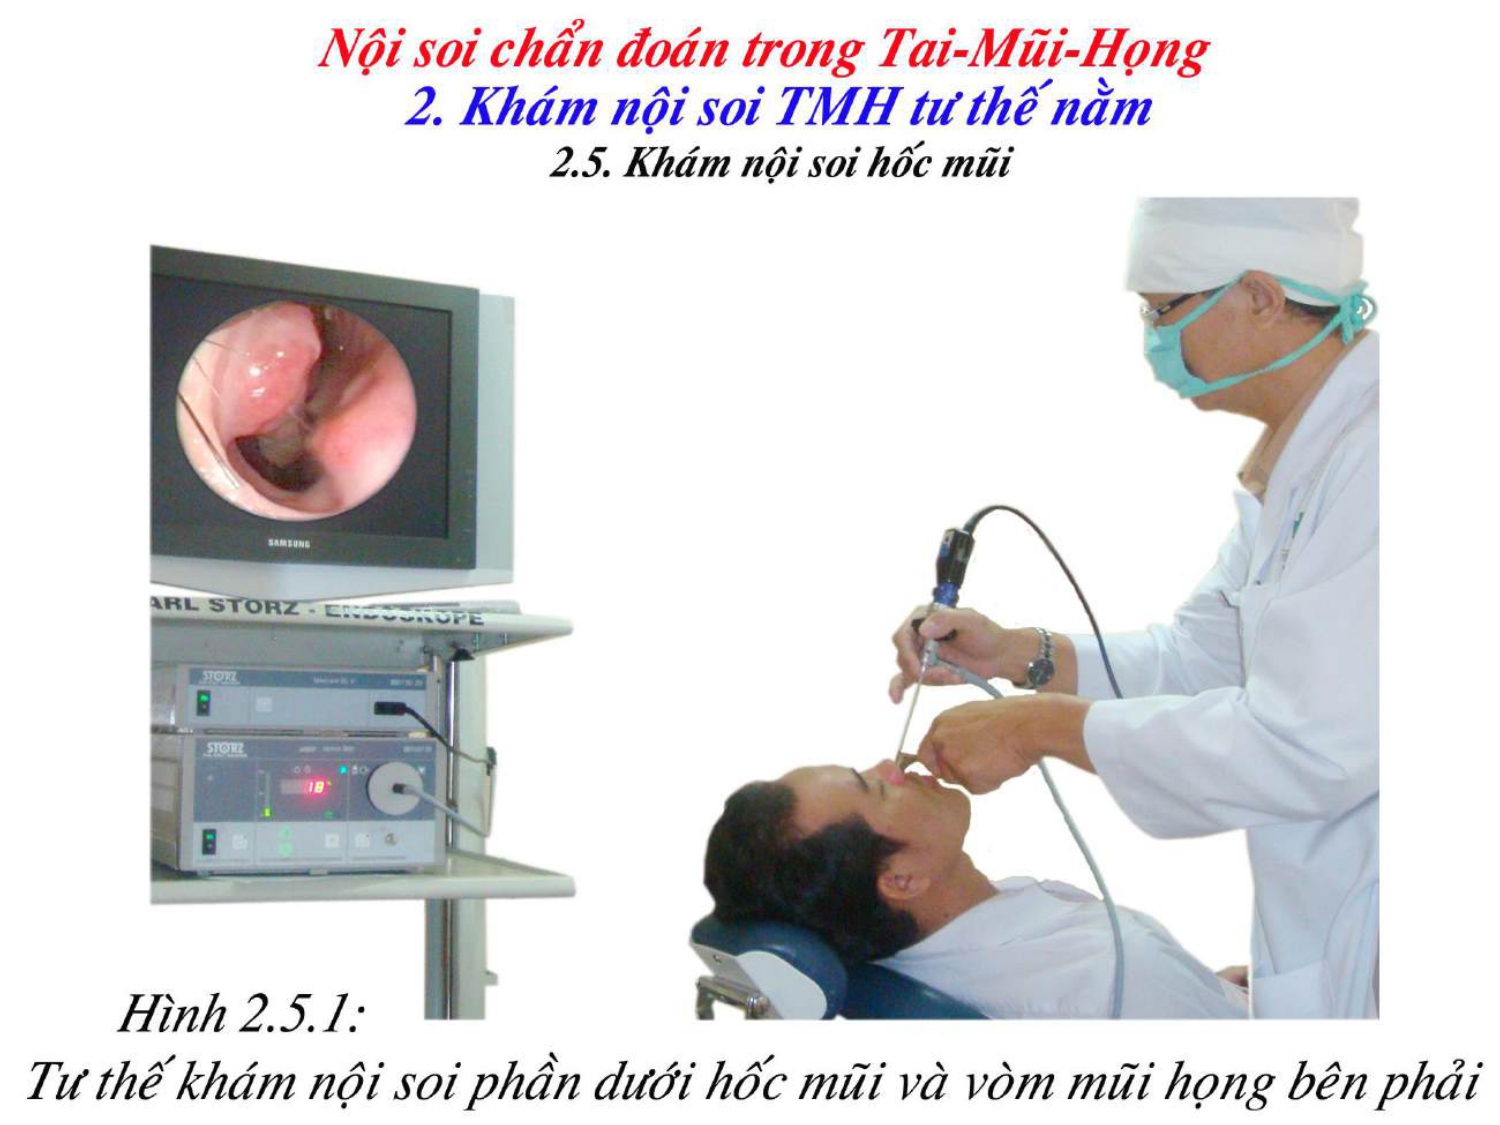 Nội soi chẩn đoán trong Tai-Mũi-Họng
2. Khám nội soi TMH tư thế nằm
2.5. Khám nội soi hốc mũi
SAMSUNG
ARL STORZ - ENDOSKOPE
STORZ
STORZ
18
Hình 2.5.1:
Tư thế khám nội soi phần dưới hốc mũi và vòm mũi họng bên phải